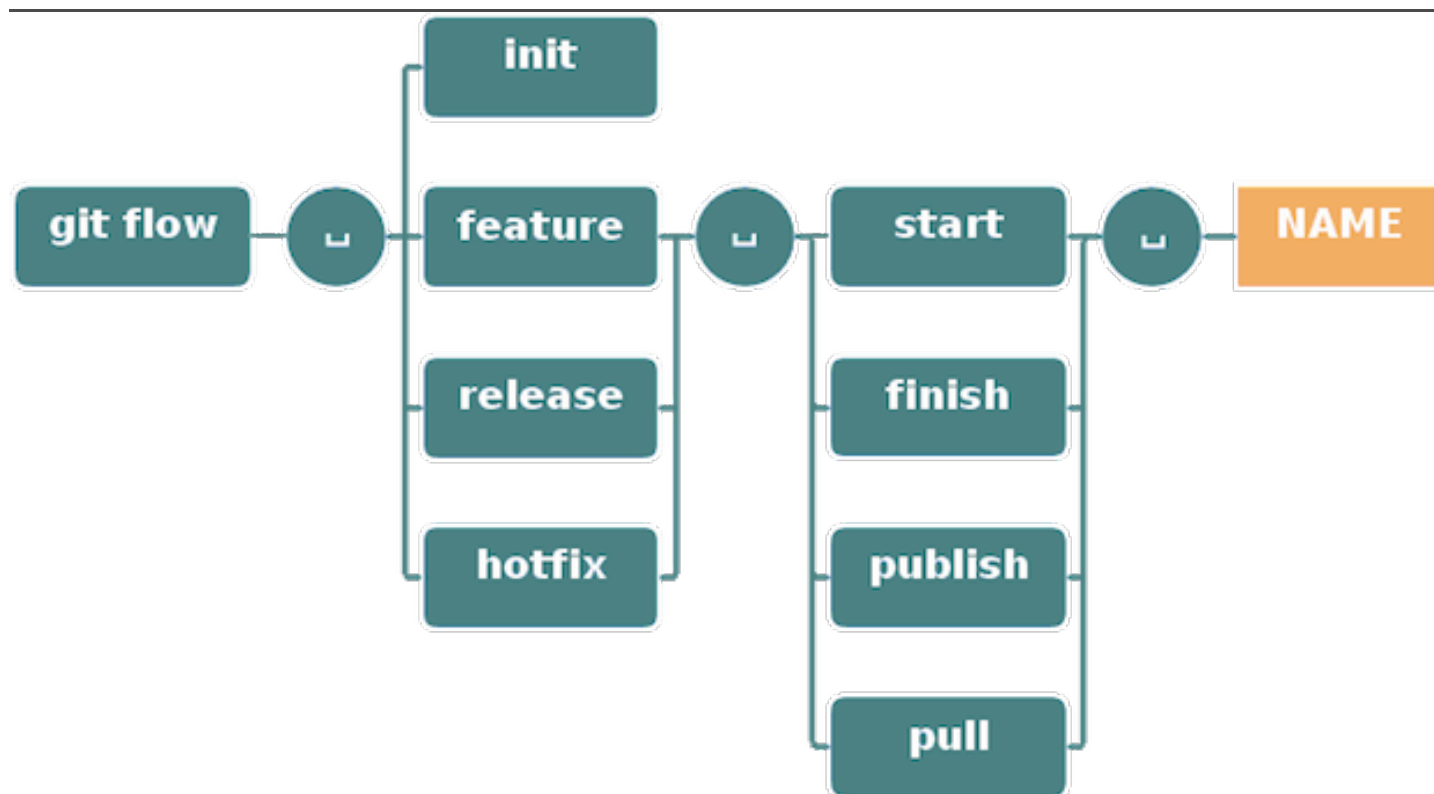 init
git flow ␣ feature ␣ start ␣ NAME
release finish
hotfix publish
pull